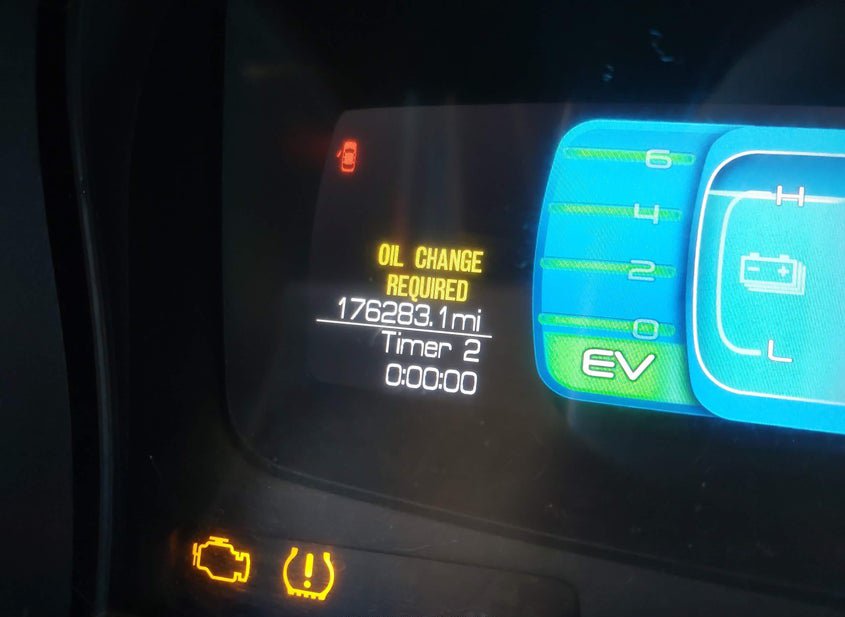 OIL CHANGE
REQUIRED
176283.1mi
Timer 2
0:00:00
6
4
2
0
EV
H
L